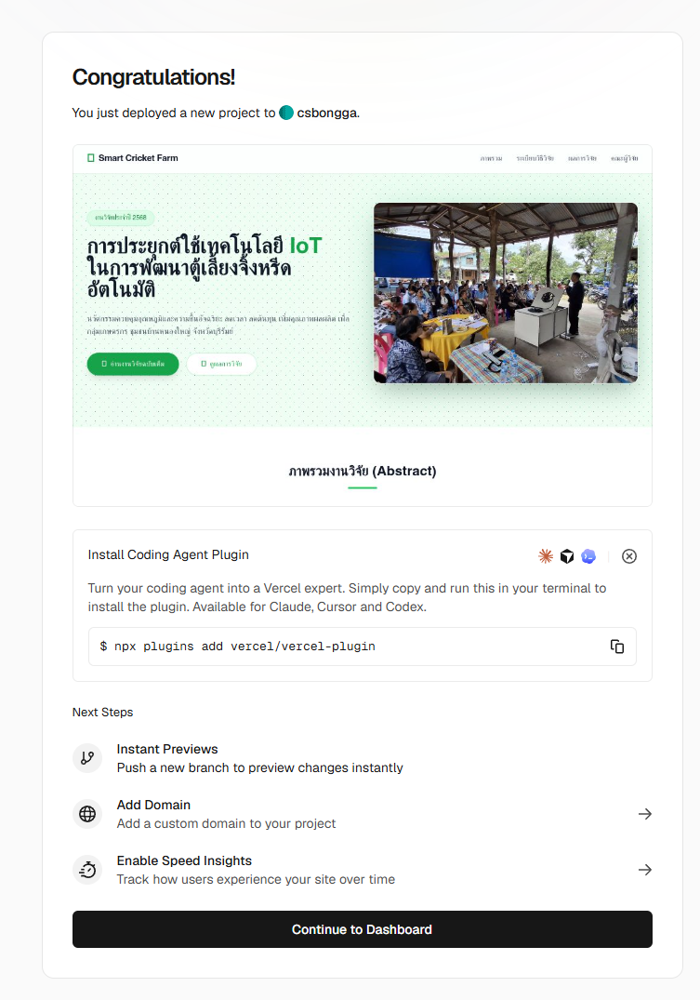 Congratulations!
You just deployed a new project to csbongga.
Smart Cricket Farm
ภาพรวม ระเบียบวิธีวิจัย ผลการวิจัย คณะผู้วิจัย
งานวิจัยประจำปี 2568
การประยุกต์ใช้เทคโนโลยี IoT
ในการพัฒนาตู้เลี้ยงจิ้งหรีด
อัตโนมัติ
นวัตกรรมควบคุมอุณหภูมิและความชื้นอัจฉริยะ ลดเวลา ลดต้นทุน เพิ่มคุณภาพผลผลิต เพื่อ
กลุ่มเกษตรกร ชุมชนบ้านหนองใหญ่ จังหวัดบุรีรัมย์
อ่านงานวิจัยฉบับเต็ม
ดูผลการวิจัย
ภาพรวมงานวิจัย (Abstract)
Install Coding Agent Plugin
Turn your coding agent into a Vercel expert. Simply copy and run this in your terminal to
install the plugin. Available for Claude, Cursor and Codex.
$ npx plugins add vercel/vercel-plugin
Next Steps
Instant Previews
Push a new branch to preview changes instantly
Add Domain
Add a custom domain to your project
Enable Speed Insights
Track how users experience your site over time
Continue to Dashboard